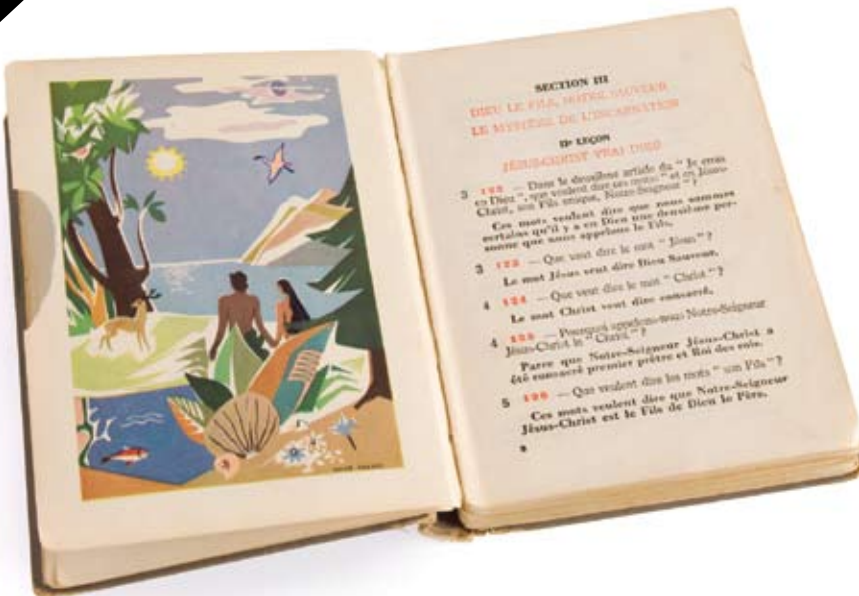 SECTION III
DIEU LE FILS, NOTRE SAUVEUR
LE MYSTÈRE DE L'INCARNATION
IIe LEÇON
JÉSUS-CHRIST VRAI DIEU
3 122 — Dans le deuxième article du " Je crois
en Dieu ", que veulent dire ces mots : " et en Jésus-
Christ, son Fils unique, Notre-Seigneur " ?
Ces mots veulent dire que nous sommes
certains qu'il y a en Dieu une deuxième per-
sonne que nous appelons le Fils.
3 123 — Que veut dire le mot " Jésus " ?
Le mot Jésus veut dire Dieu Sauveur.
4 124 — Que veut dire le mot " Christ " ?
Le mot Christ veut dire consacré.
4 125 — Pourquoi appelons-nous Notre-Seigneur
Jésus-Christ le " Christ " ?
Parce que Notre-Seigneur Jésus-Christ a
été consacré premier prêtre et Roi des rois.
5 126 — Que veulent dire les mots " son Fils " ?
Ces mots veulent dire que Notre-Seigneur
Jésus-Christ est le Fils de Dieu le Père.